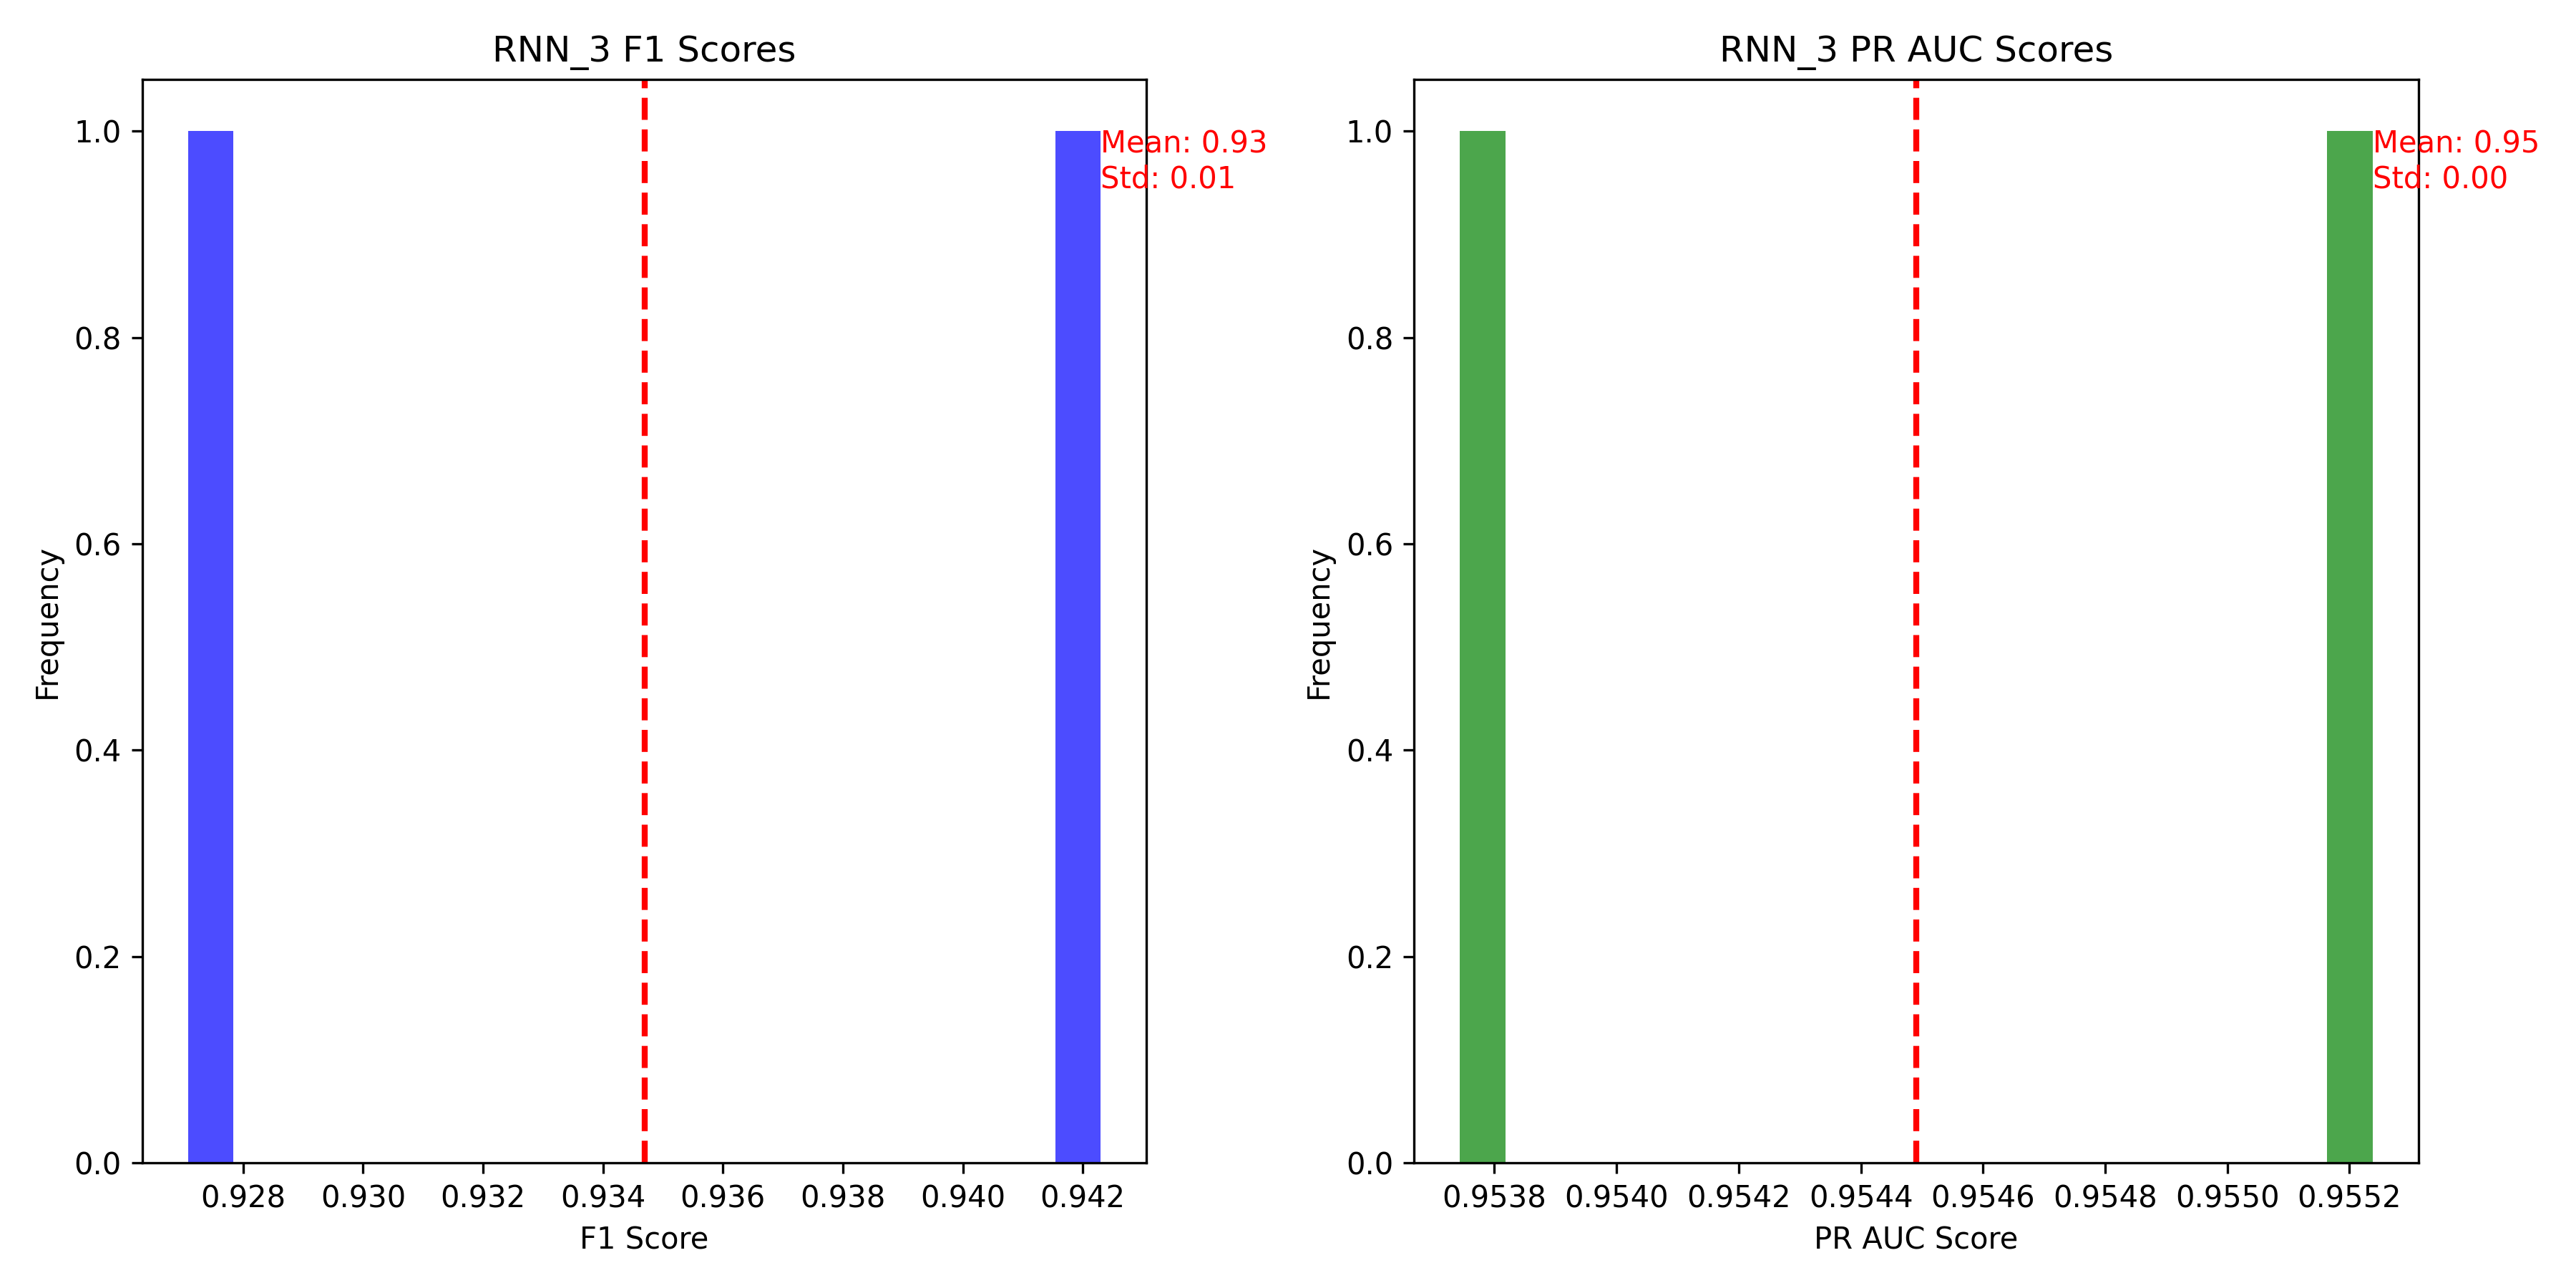 RNN_3 F1 Scores
Mean: 0.93
Std: 0.01
Frequency
1.0
0.8
0.6
0.4
0.2
0.0
0.928 0.930 0.932 0.934 0.936 0.938 0.940 0.942
F1 Score
RNN_3 PR AUC Scores
Mean: 0.95
Std: 0.00
Frequency
1.0
0.8
0.6
0.4
0.2
0.0
0.9538 0.9540 0.9542 0.9544 0.9546 0.9548 0.9550 0.9552
PR AUC Score